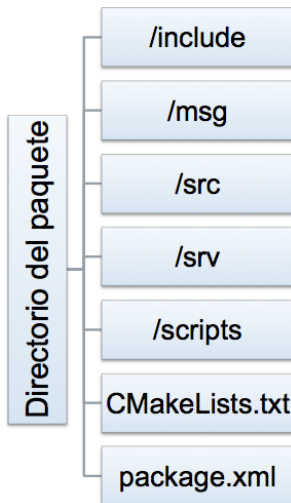 Directorio del paquete
/include
/msg
/src
/srv
/scripts
CMakeLists.txt
package.xml